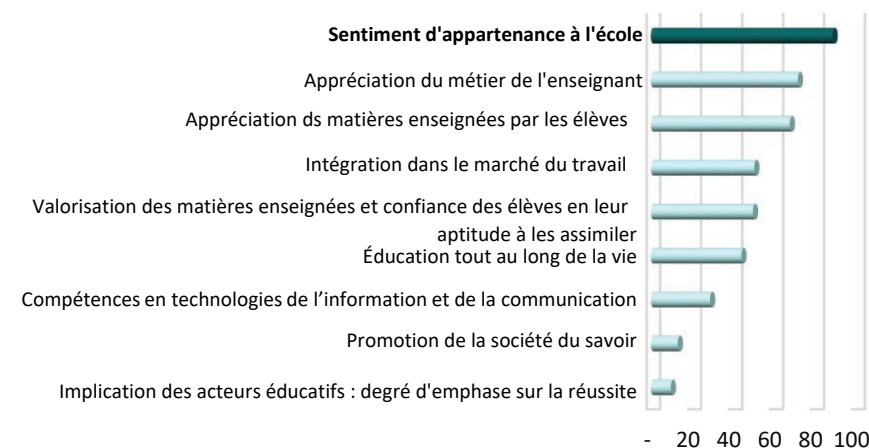 Sentiment d'appartenance à l'école
Appréciation du métier de l'enseignant
Appréciation ds matières enseignées par les élèves
Intégration dans le marché du travail
Valorisation des matières enseignées et confiance des élèves en leur
aptitude à les assimiler
Éducation tout au long de la vie
Compétences en technologies de l’information et de la communication
Promotion de la société du savoir
Implication des acteurs éducatifs : degré d'emphase sur la réussite
- 20 40 60 80 100